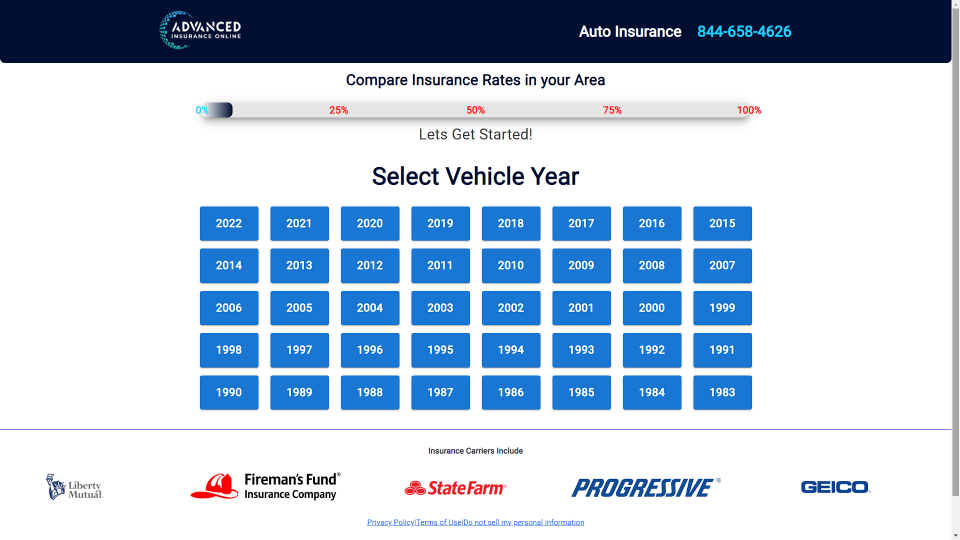 ADVANCED
INSURANCE ONLINE
Auto Insurance 844-658-4626
Compare Insurance Rates in your Area
0% 25% 50% 75% 100%
Lets Get Started!
Select Vehicle Year
2022 2021 2020 2019 2018 2017 2016 2015
2014 2013 2012 2011 2010 2009 2008 2007
2006 2005 2004 2003 2002 2001 2000 1999
1998 1997 1996 1995 1994 1993 1992 1991
1990 1989 1988 1987 1986 1985 1984 1983
Insurance Carriers Include
Liberty
Mutual.
Fireman's Fund®
Insurance Company
StateFarm®
PROGRESSIVE®
GEICO®
Privacy Policy|Terms of Use|Do not sell my personal information